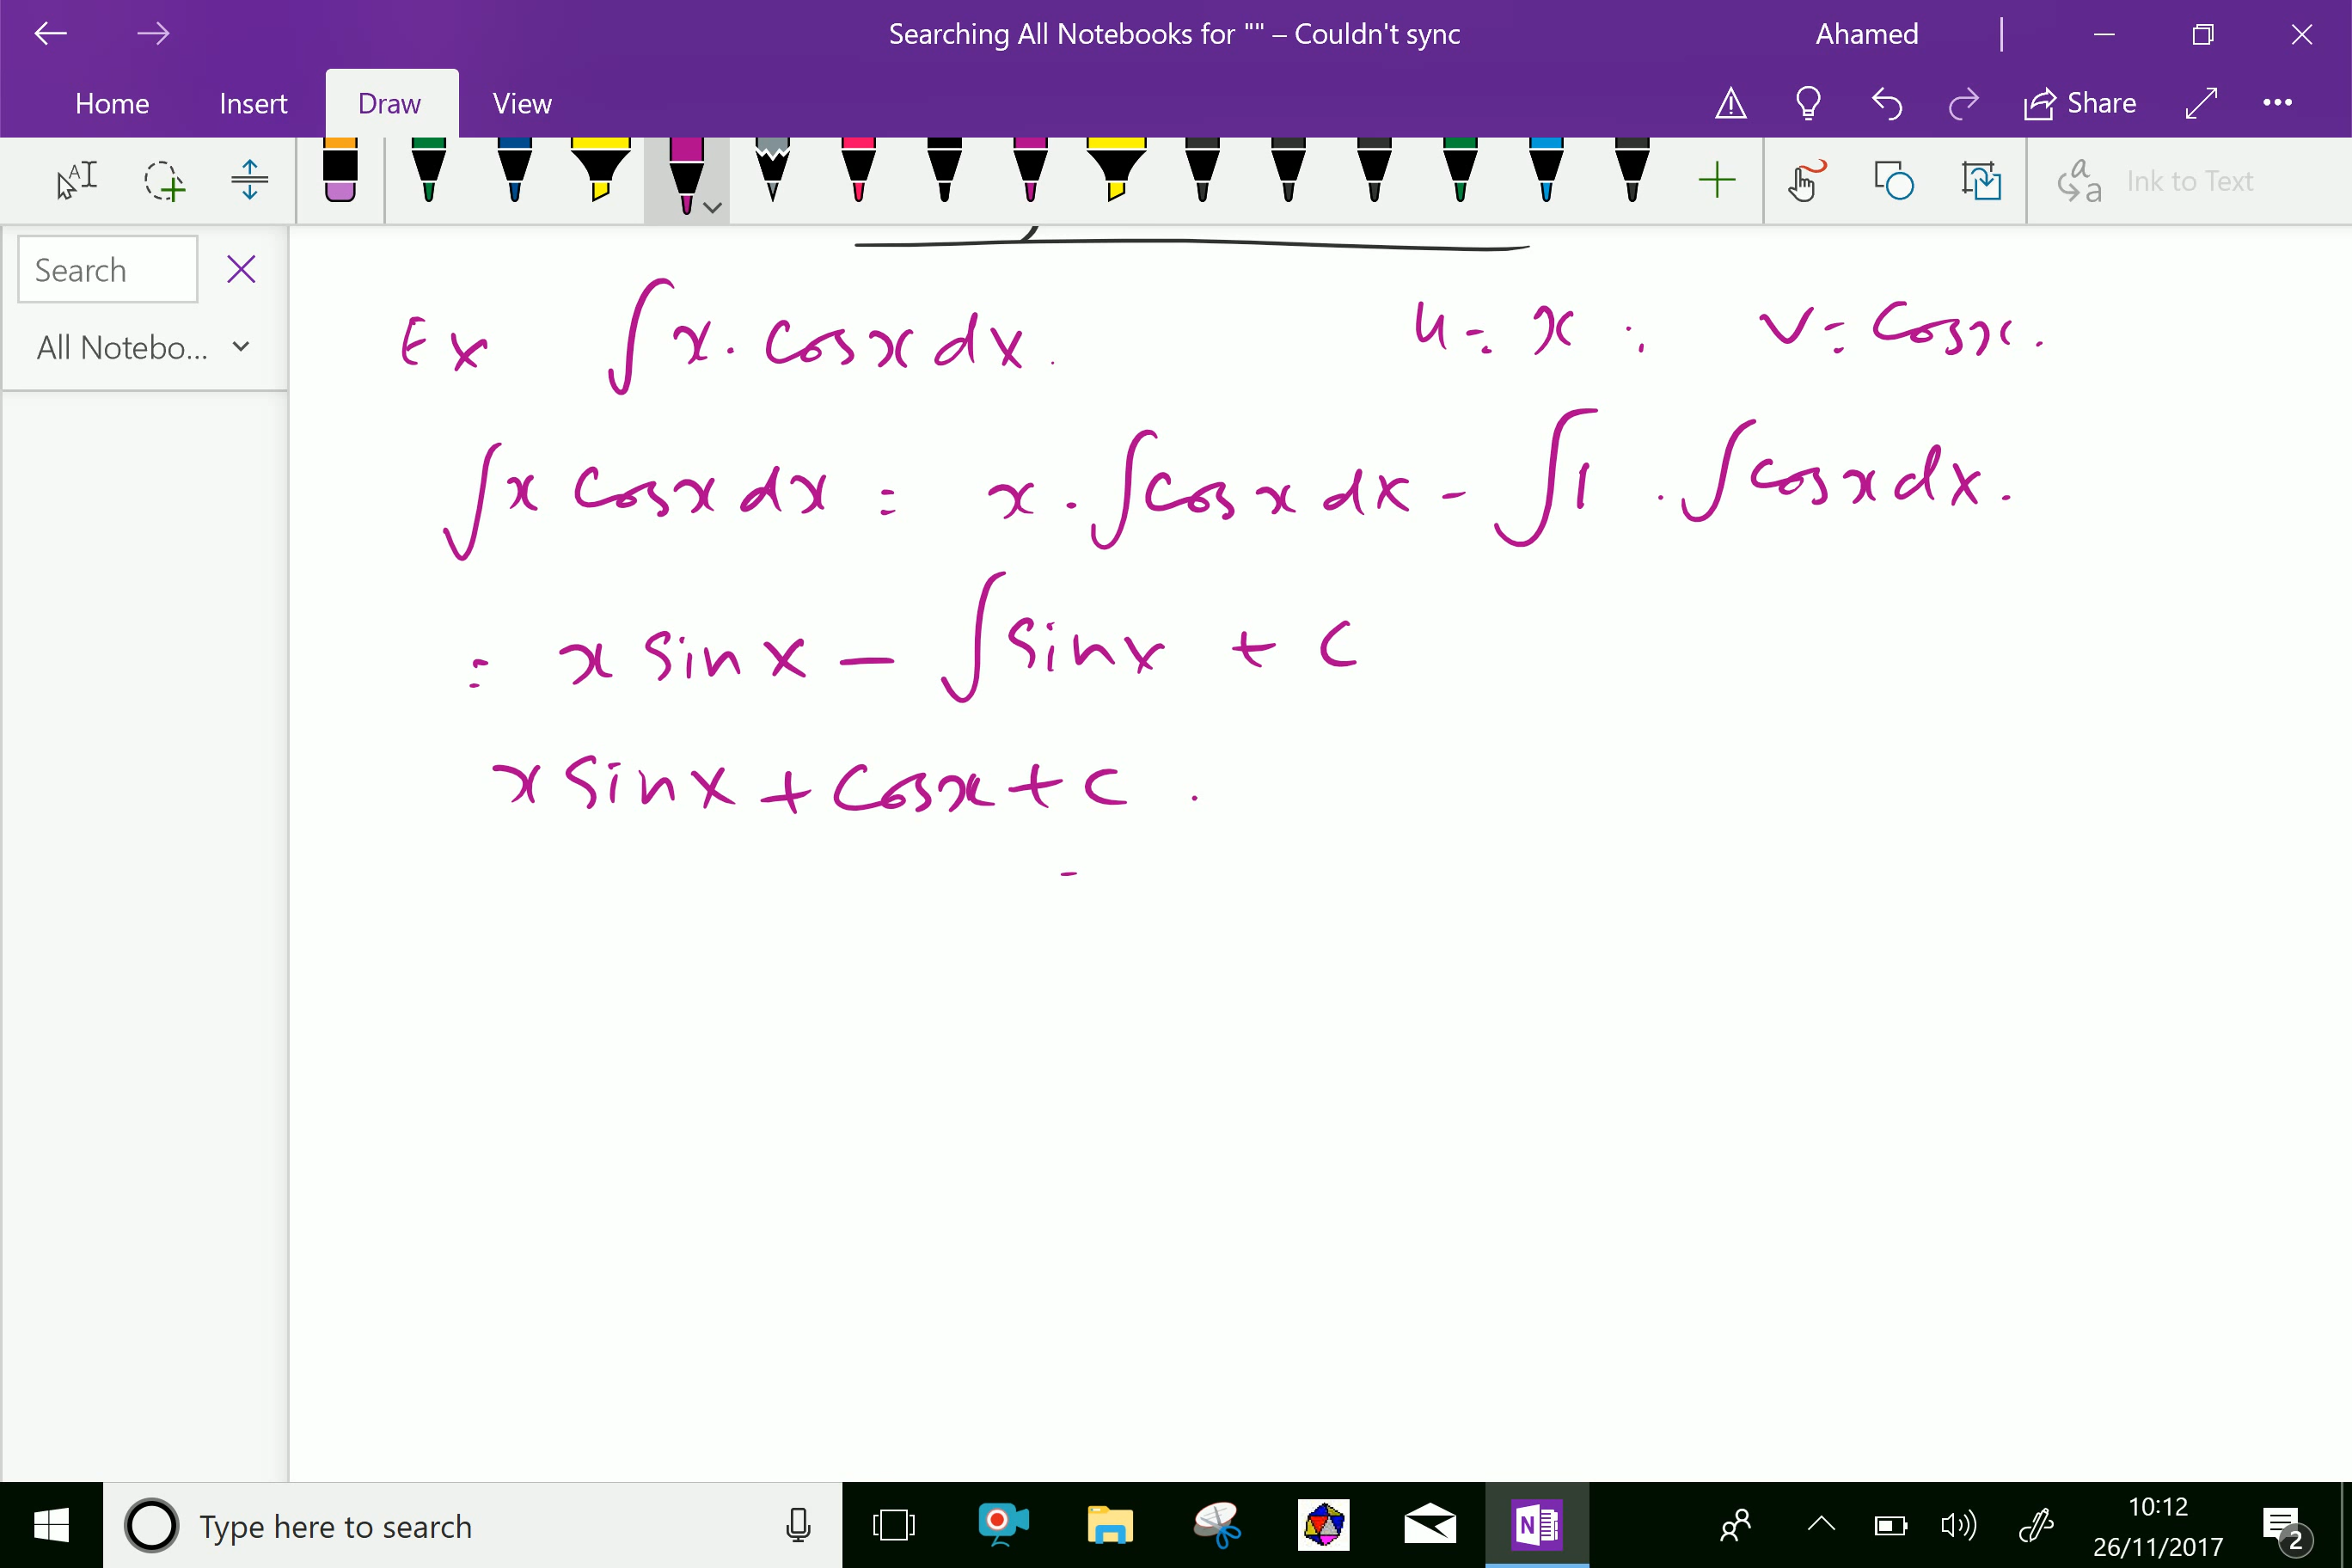 Searching All Notebooks for "" – Couldn't sync
Ahamed
Home Insert Draw View
Share
Ink to Text
Search
All Notebo...
Ex ∫x. cosx dx. u = x ; v = cosx.
∫x cosx dx = x . ∫cosx dx - ∫1 . ∫cosx dx.
= x sinx - ∫sinx + c
x sinx + cosx + c .
Type here to search
10:12
26/11/2017
2